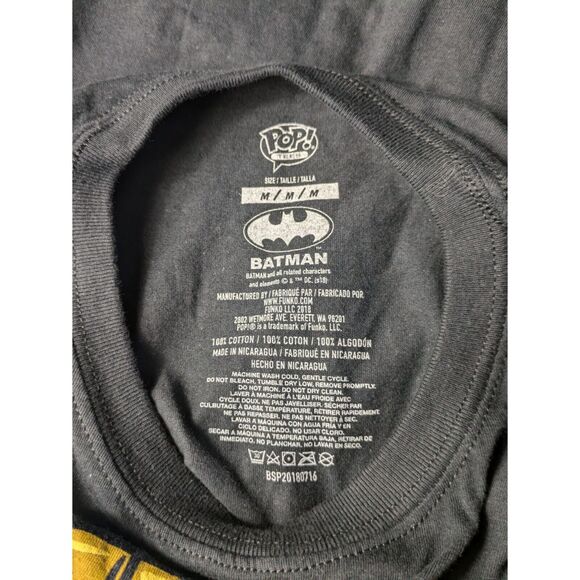 POP!
TEES
SIZE / TAILLE / TALLA
M / M / M
BATMAN
BATMAN and all related characters
and elements © & ™ DC. (s18)
MANUFACTURED BY / FABRIQUÉ PAR / FABRICADO POR
WWW.FUNKO.COM
FUNKO LLC 2018
2802 WETMORE AVE. EVERETT, WA 98201
POP!® is a trademark of Funko, LLC.
100% COTTON / 100% COTON / 100% ALGODÓN
MADE IN NICARAGUA / FABRIQUÉ EN NICARAGUA
HECHO EN NICARAGUA
MACHINE WASH COLD, GENTLE CYCLE.
DO NOT BLEACH, TUMBLE DRY LOW, REMOVE PROMPTLY.
DO NOT IRON. DO NOT DRY CLEAN.
LAVER À MACHINE À L'EAU FROIDE AVEC
CYCLE DOUX, NE PAS JAVELLISER. SÉCHER PAR
CULBUTAGE À BASSE TEMPÉRATURE, RETIRER RAPIDEMENT.
NE PAS REPASSER. NE PAS NETTOYER À SEC.
LAVAR A MÁQUINA CON AGUA FRÍA Y EN
CICLO DELICADO. NO USAR CLORO.
SECAR A MÁQUINA A TEMPERATURA BAJA, RETIRAR DE
INMEDIATO. NO PLANCHAR. NO LAVAR EN SECO.
BSP20180716